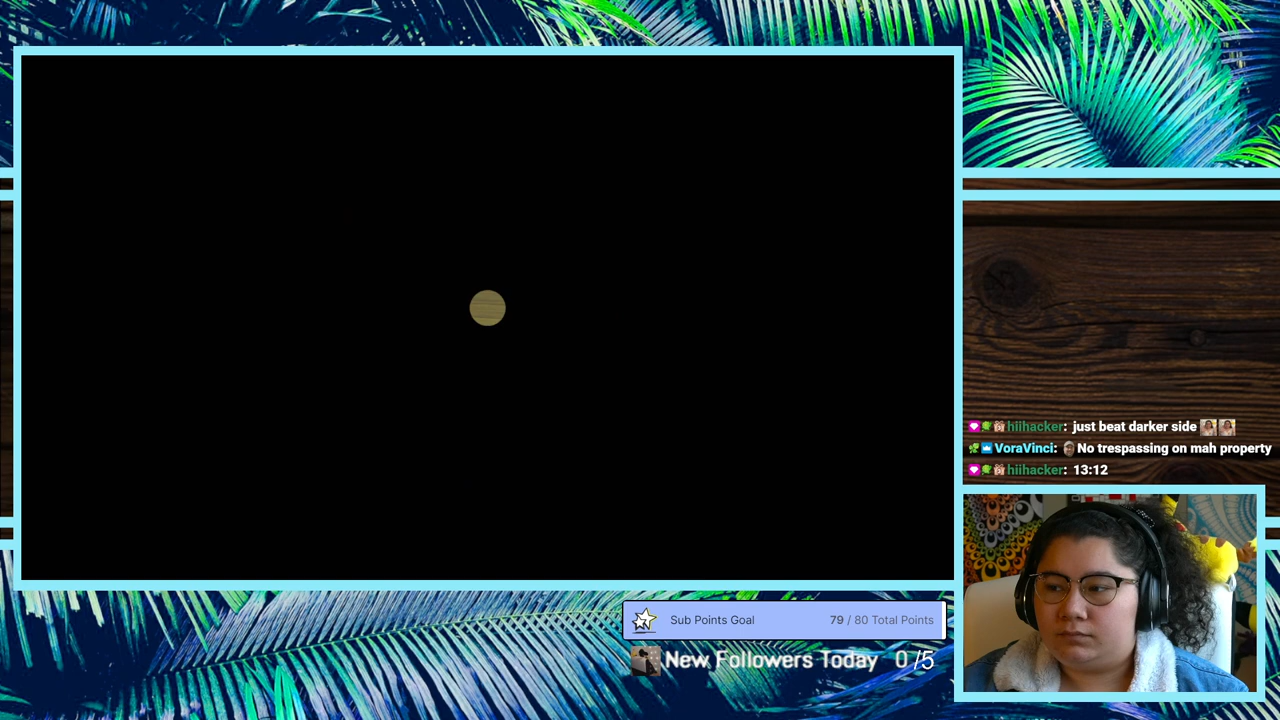 hiihacker: just beat darker side
VoraVinci: No trespassing on mah property
hiihacker: 13:12
Sub Points Goal 79 / 80 Total Points
New Followers Today 0 /5